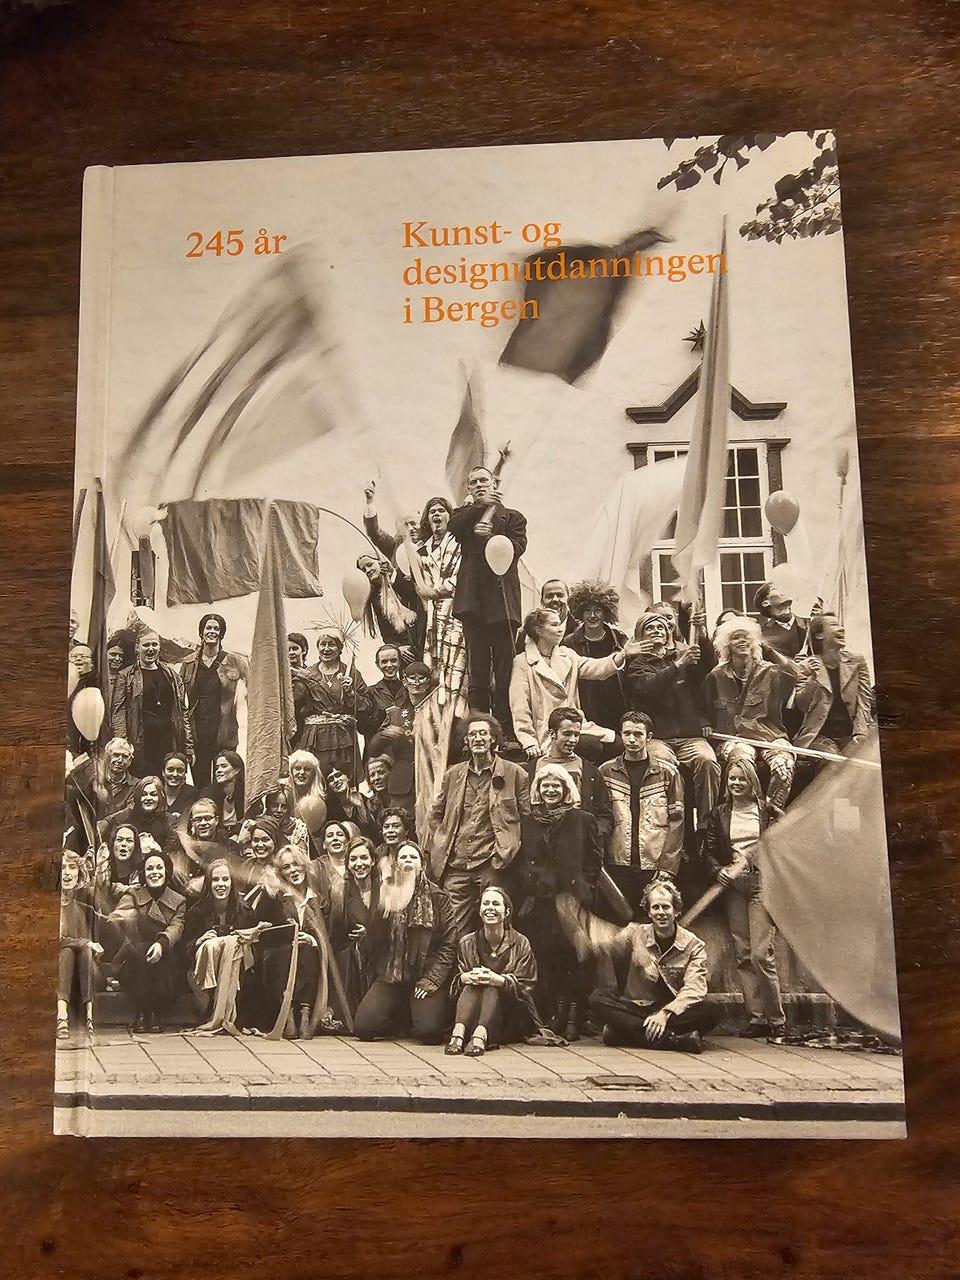 245 år
Kunst- og
designutdanningen
i Bergen